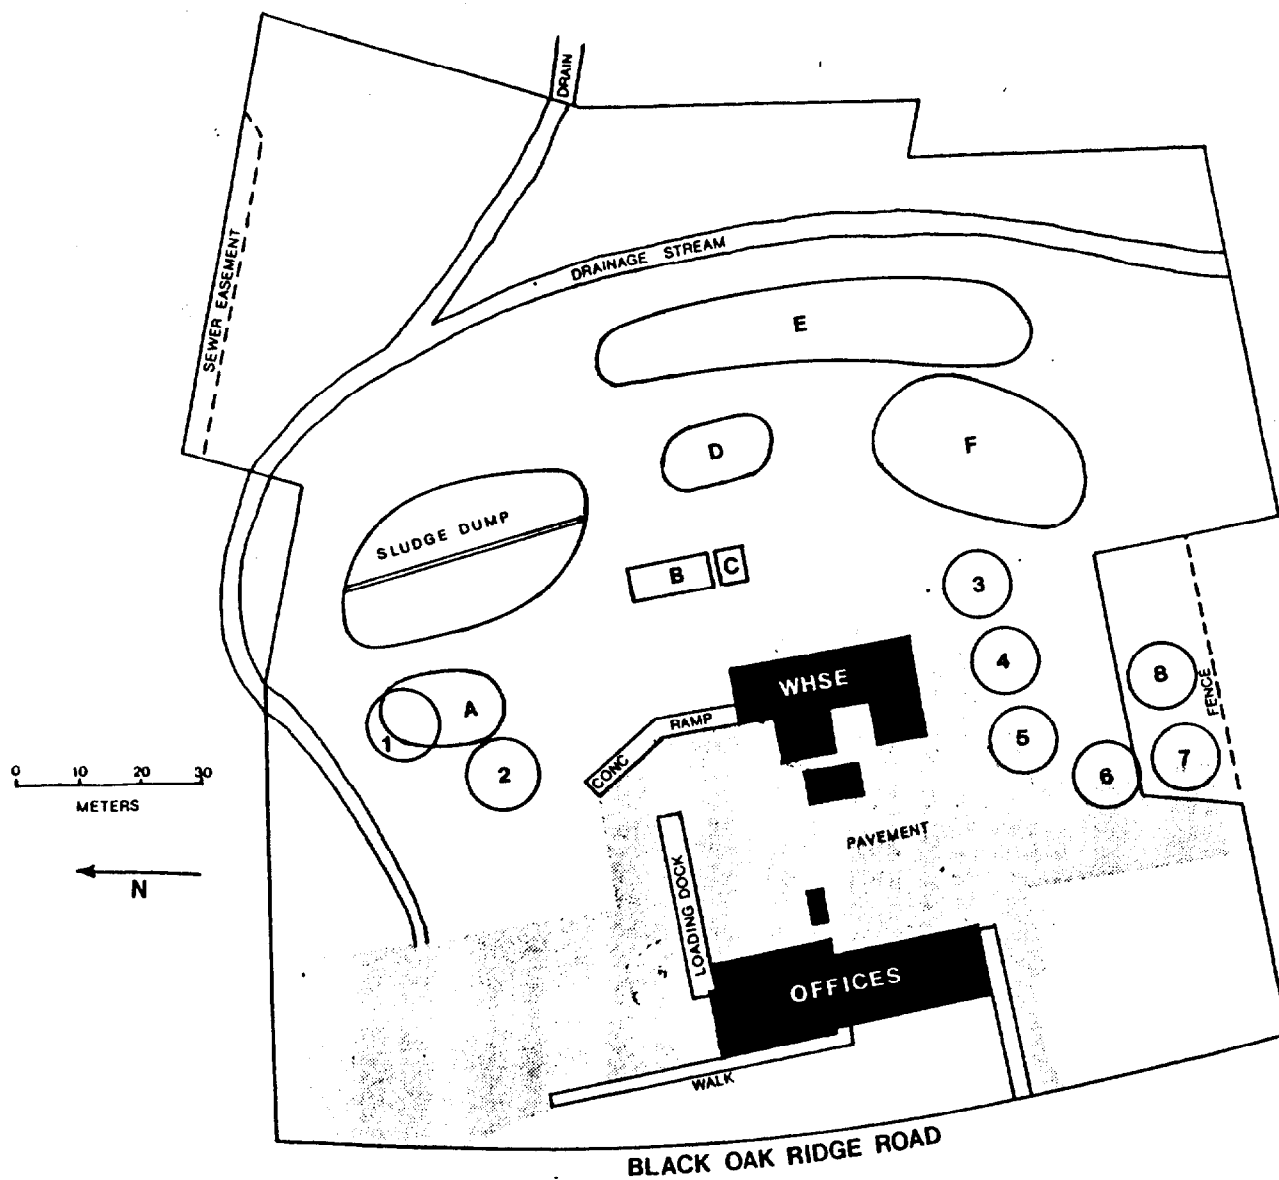 DRAIN
DRAINAGE STREAM
SEWER EASEMENT
E
D
F
SLUDGE DUMP
B
C
3
4
WHSE
8
FENCE
A
RAMP
1
2
CONC
5
6
7
0 10 20 30
METERS
PAVEMENT
N
LOADING DOCK
OFFICES
WALK
BLACK OAK RIDGE ROAD